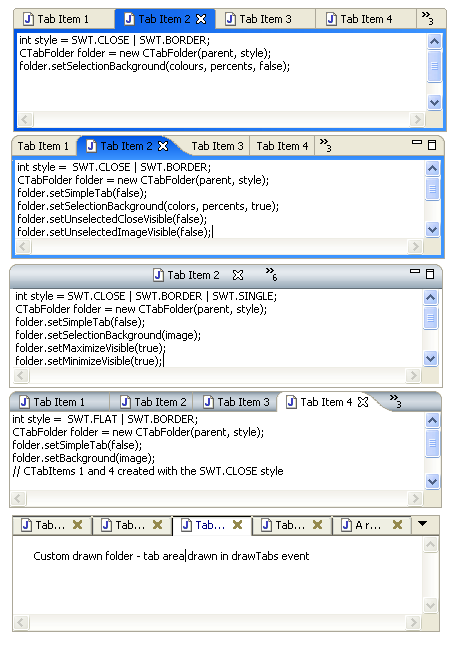 Tab Item 1 Tab Item 2 Tab Item 3 Tab Item 4 »3
int style = SWT.CLOSE | SWT.BORDER;
CTabFolder folder = new CTabFolder(parent, style);
folder.setSelectionBackground(colours, percents, false);
Tab Item 1 Tab Item 2 Tab Item 3 Tab Item 4 »3
int style = SWT.CLOSE | SWT.BORDER;
CTabFolder folder = new CTabFolder(parent, style);
folder.setSimpleTab(false);
folder.setSelectionBackground(colors, percents, true);
folder.setUnselectedCloseVisible(false);
folder.setUnselectedImageVisible(false);
Tab Item 2 »6
int style = SWT.CLOSE | SWT.BORDER | SWT.SINGLE;
CTabFolder folder = new CTabFolder(parent, style);
folder.setSimpleTab(false);
folder.setSelectionBackground(image);
folder.setMaximizeVisible(true);
folder.setMinimizeVisible(true);
Tab Item 1 Tab Item 2 Tab Item 3 Tab Item 4 »3
int style = SWT.FLAT | SWT.BORDER;
CTabFolder folder = new CTabFolder(parent, style);
folder.setSimpleTab(false);
folder.setBackground(image);
// CTabItems 1 and 4 created with the SWT.CLOSE style
Tab... Tab... Tab... Tab... A r...
Custom drawn folder - tab area drawn in drawTabs event